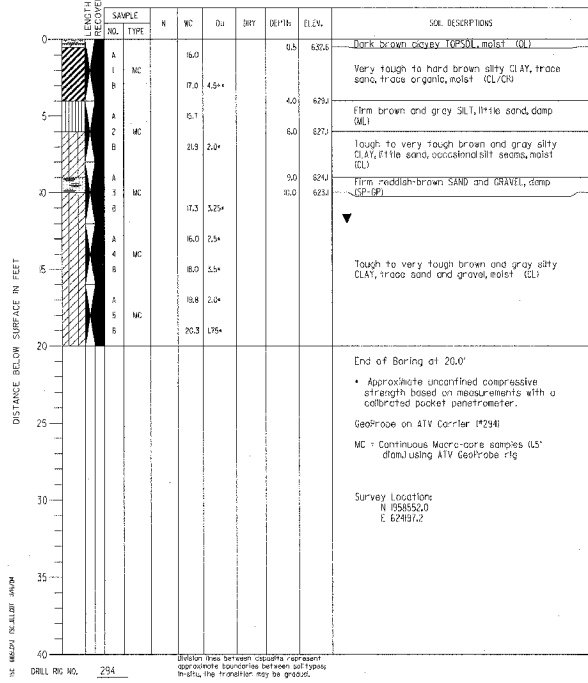 LENGTH
RECOVERY
SAMPLE
NO. TYPE
N WC Qu DRY DEPTH ELEV. SOIL DESCRIPTIONS
0
0.5 632.6 Dark brown clayey TOPSOIL, moist (OL)
A 16.0
1 MC
B 17.0 4.5+*
Very tough to hard brown silty CLAY, trace
sand, trace organic, moist (CL/CH)
4.0 629.1
5
A 15.7
2 MC
Firm brown and gray SILT, little sand, damp
(ML)
6.0 627.1
B 21.9 2.0*
Tough to very tough brown and gray silty
CLAY, little sand, occasional silt seams, moist
(CL)
9.0 624.1
A
10 3 MC
Firm reddish-brown SAND and GRAVEL, damp
(SP-GP)
10.0 623.1
B 17.3 3.25*
A 16.0 2.5*
4 MC
15 B 18.0 3.5*
Tough to very tough brown and gray silty
CLAY, trace sand and gravel, moist (CL)
A 19.8 2.0*
5 MC
B 20.3 1.75*
20
End of Boring at 20.0'
* Approximate unconfined compressive
strength based on measurements with a
calibrated pocket penetrometer.
25
GeoProbe on ATV Carrier (#294)
MC = Continuous Macro-core samples (1.5"
diam.) using ATV GeoProbe rig
30
Survey Location:
N 1958552.0
E 624197.2
35
40
DISTANCE BELOW SURFACE IN FEET
DRILL RIG NO. 294
Division lines between deposits represent
approximate boundaries between soil types;
in-situ, the transition may be gradual.